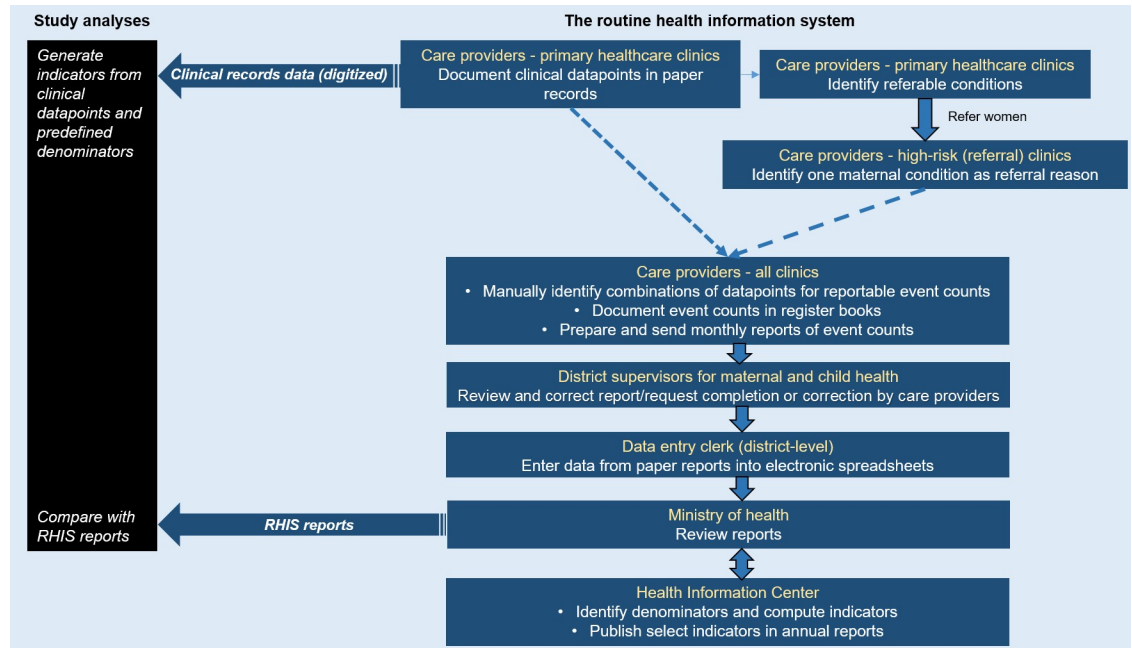 Study analyses
The routine health information system
Generate
indicators from
clinical
datapoints and
predefined
denominators
Clinical records data (digitized)
Care providers - primary healthcare clinics
Document clinical datapoints in paper
records
Care providers - primary healthcare clinics
Identify referable conditions
Refer women
Care providers - high-risk (referral) clinics
Identify one maternal condition as referral reason
Care providers - all clinics
• Manually identify combinations of datapoints for reportable event counts
• Document event counts in register books
• Prepare and send monthly reports of event counts
District supervisors for maternal and child health
Review and correct report/request completion or correction by care providers
Data entry clerk (district-level)
Enter data from paper reports into electronic spreadsheets
Compare with
RHIS reports
RHIS reports
Ministry of health
Review reports
Health Information Center
• Identify denominators and compute indicators
• Publish select indicators in annual reports